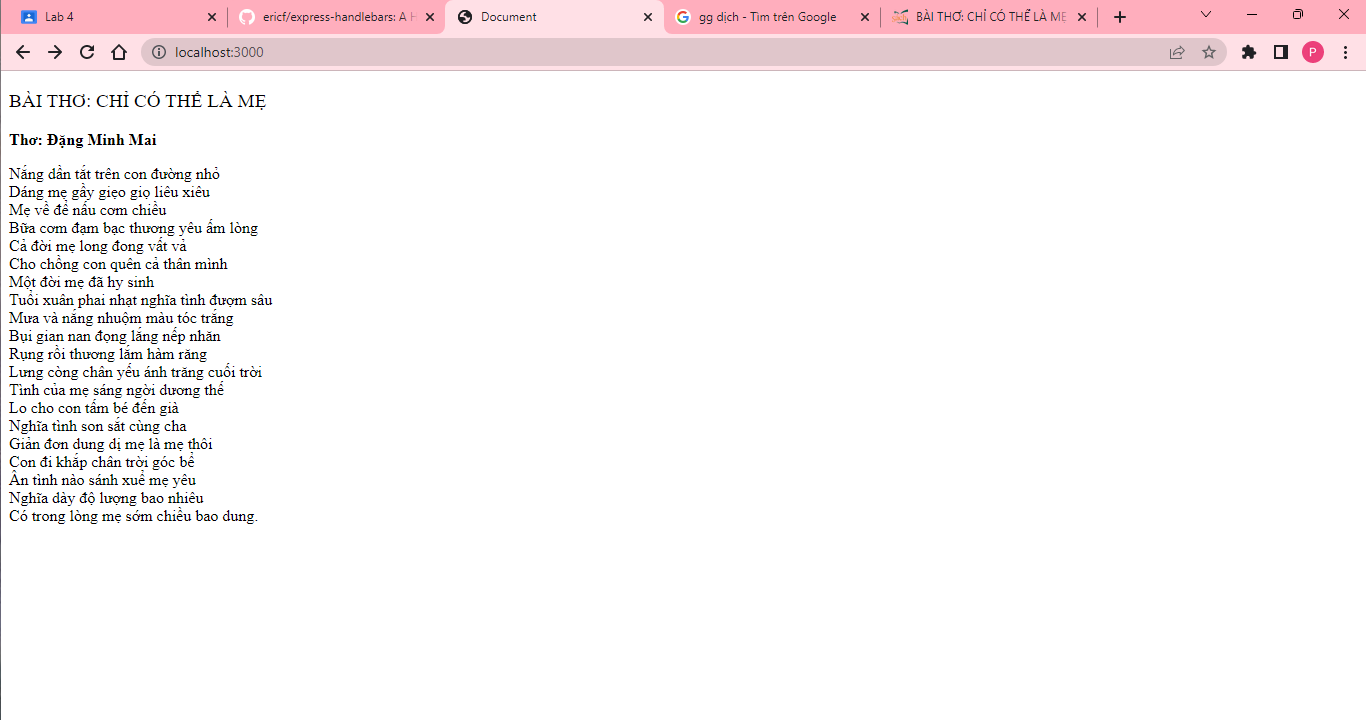 Lab 4
ericf/express-handlebars: A H
Document
gg dịch - Tìm trên Google
BÀI THƠ: CHỈ CÓ THỂ LÀ MẸ
localhost:3000
P
BÀI THƠ: CHỈ CÓ THỂ LÀ MẸ
Thơ: Đặng Minh Mai
Nắng dần tắt trên con đường nhỏ
Dáng mẹ gầy giẹo giọ liêu xiêu
Mẹ về để nấu cơm chiều
Bữa cơm đạm bạc thương yêu ấm lòng
Cả đời mẹ long đong vất vả
Cho chồng con quên cả thân mình
Một đời mẹ đã hy sinh
Tuổi xuân phai nhạt nghĩa tình đượm sâu
Mưa và nắng nhuộm màu tóc trắng
Bụi gian nan đọng lắng nếp nhăn
Rụng rồi thương lắm hàm răng
Lưng còng chân yếu ánh trăng cuối trời
Tình của mẹ sáng ngời dương thế
Lo cho con tấm bé đến già
Nghĩa tình son sắt cùng cha
Giản đơn dung dị mẹ là mẹ thôi
Con đi khắp chân trời góc bể
Ân tình nào sánh xuể mẹ yêu
Nghĩa dày độ lượng bao nhiêu
Có trong lòng mẹ sớm chiều bao dung.